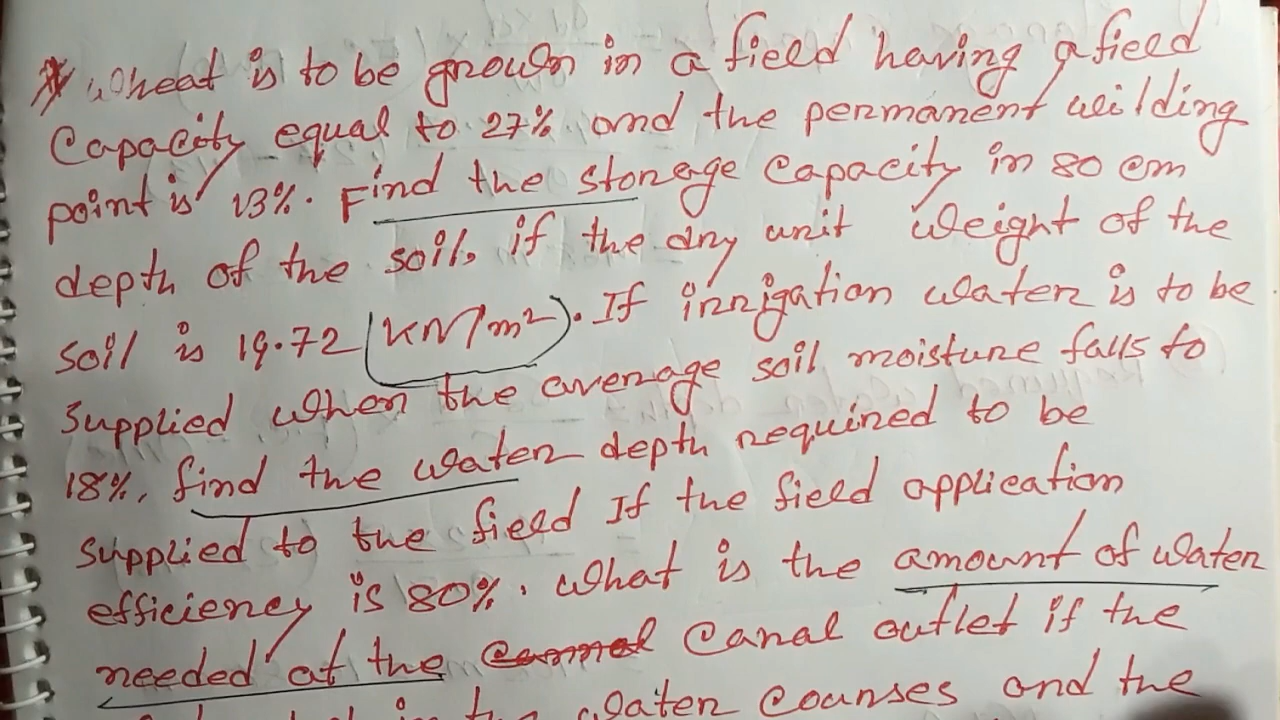 * Wheat is to be grown in a field having a field
Capacity equal to 27% and the permanent wilding
point is 13%. Find the storage capacity in 80 cm
depth of the soil, if the dry unit weight of the
soil is 19.72 (KN/m²). If irrigation water is to be
supplied when the average soil moisture falls to
18%, find the water depth required to be
supplied to the field If the field application
efficiency is 80%. What is the amount of water
needed at the canal outlet if the
in the water courses and the